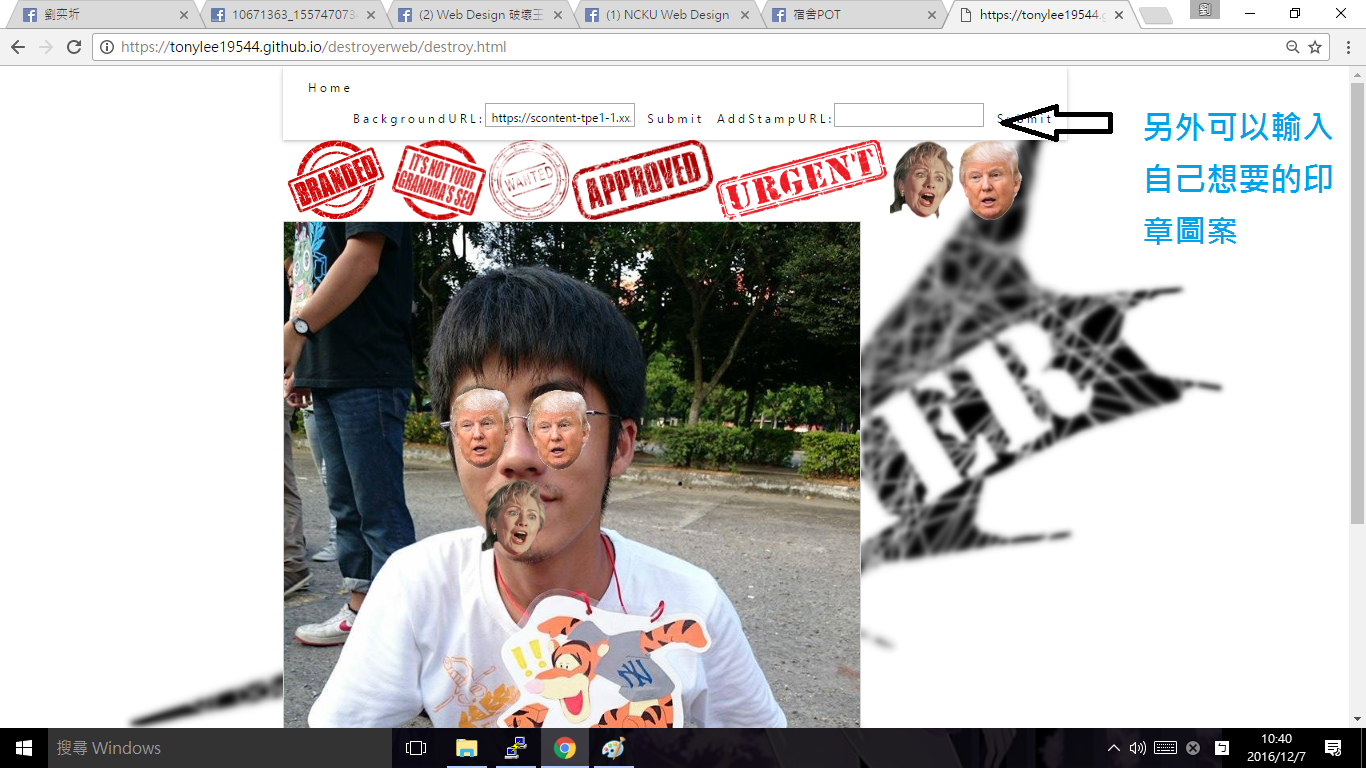 劉奕圻
10671363_155747073
(2) Web Design 破壞王
(1) NCKU Web Design
宿舍POT
https://tonylee19544.g
劉
https://tonylee19544.github.io/destroyerweb/destroy.html
Home
BackgroundURL:
https://scontent-tpe1-1.xx
Submit
AddStampURL:
Submit
另外可以輸入
自己想要的印
章圖案
BRANDED
IT'S NOT YOUR
GRANDMA'S SEO
WANTED
APPROVED
URGENT
ER
!!
NY
搜尋 Windows
10:40
2016/12/7